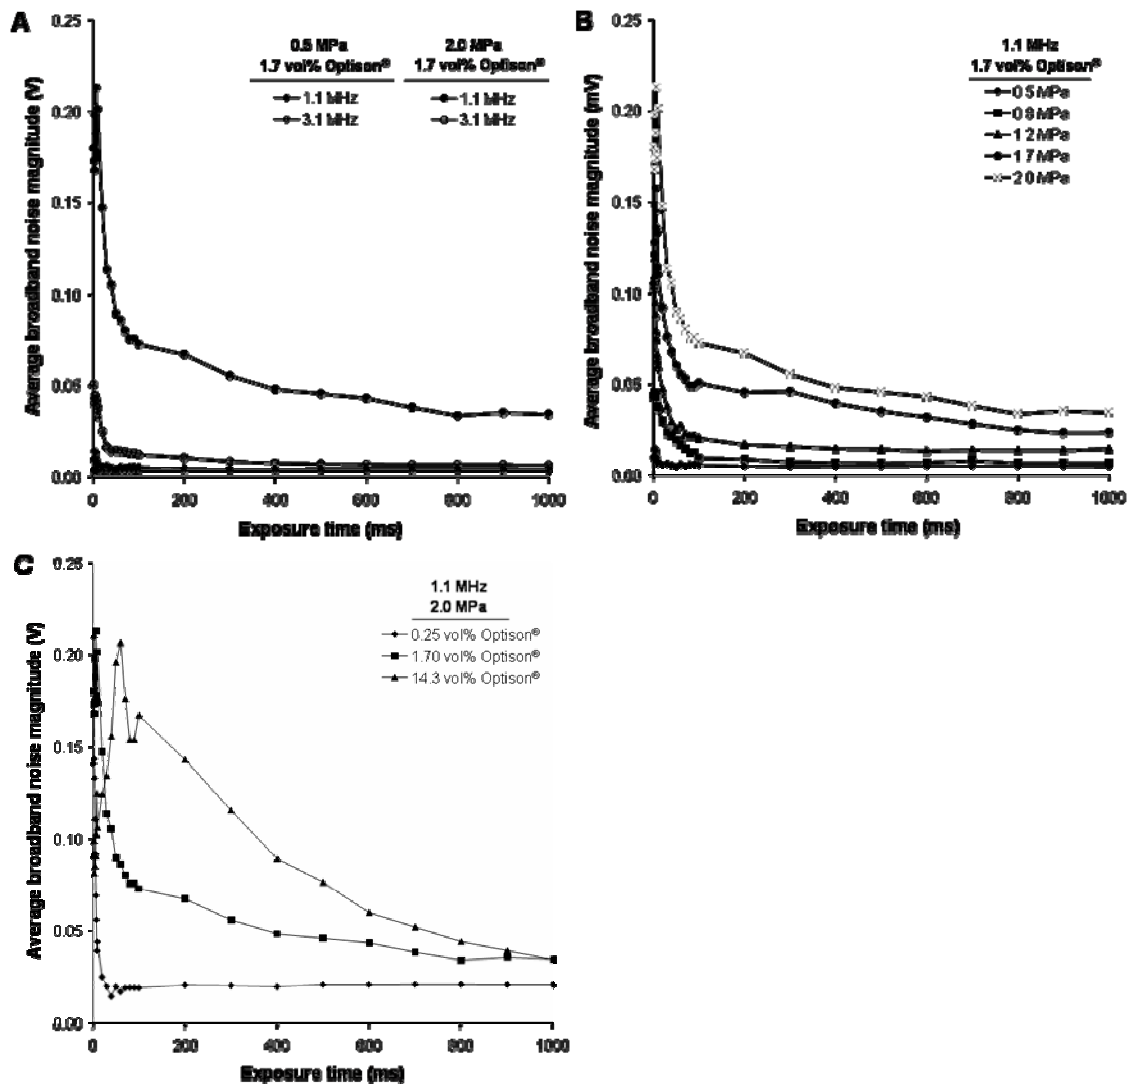 A
Average broadband noise magnitude (V)
0.25
0.20
0.15
0.10
0.05
0.00
0 200 400 600 800 1000
Exposure time (ms)
0.5 MPa 2.0 MPa
1.7 vol% Optison® 1.7 vol% Optison®
1.1 MHz 1.1 MHz
3.1 MHz 3.1 MHz
B
Average broadband noise magnitude (mV)
0.25
0.20
0.15
0.10
0.05
0.00
0 200 400 600 800 1000
Exposure time (ms)
1.1 MHz
1.7 vol% Optison®
0.5 MPa
0.8 MPa
1.2 MPa
1.7 MPa
2.0 MPa
C
Average broadband noise magnitude (V)
0.25
0.20
0.15
0.10
0.05
0.00
0 200 400 600 800 1000
Exposure time (ms)
1.1 MHz
2.0 MPa
0.25 vol% Optison®
1.70 vol% Optison®
14.3 vol% Optison®